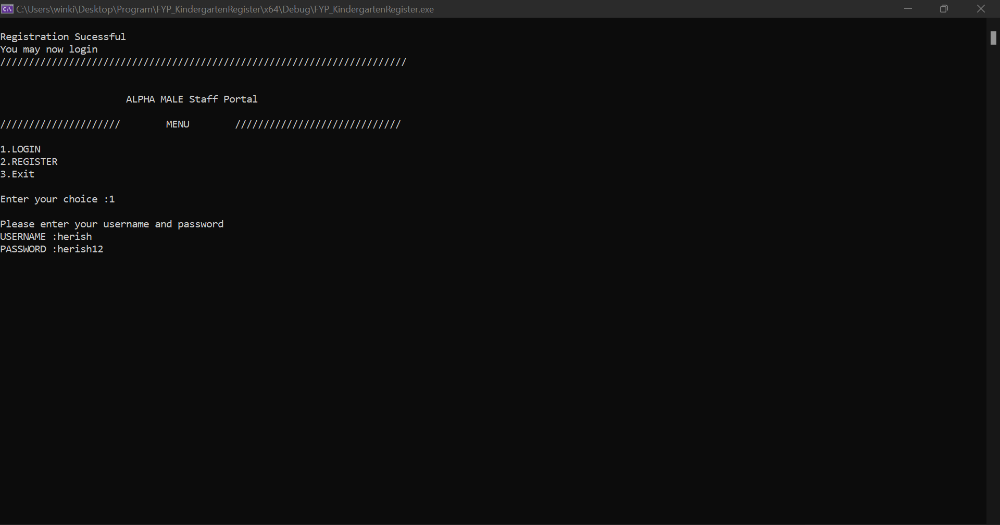 C:\Users\winki\Desktop\Program\FYP_KindergartenRegister\x64\Debug\FYP_KindergartenRegister.exe
Registration Sucessful
You may now login
///////////////////////////////////////////////////////////////////////
ALPHA MALE Staff Portal
/////////////////////        MENU        /////////////////////////////
1.LOGIN
2.REGISTER
3.Exit
Enter your choice :1
Please enter your username and password
USERNAME :herish
PASSWORD :herish12